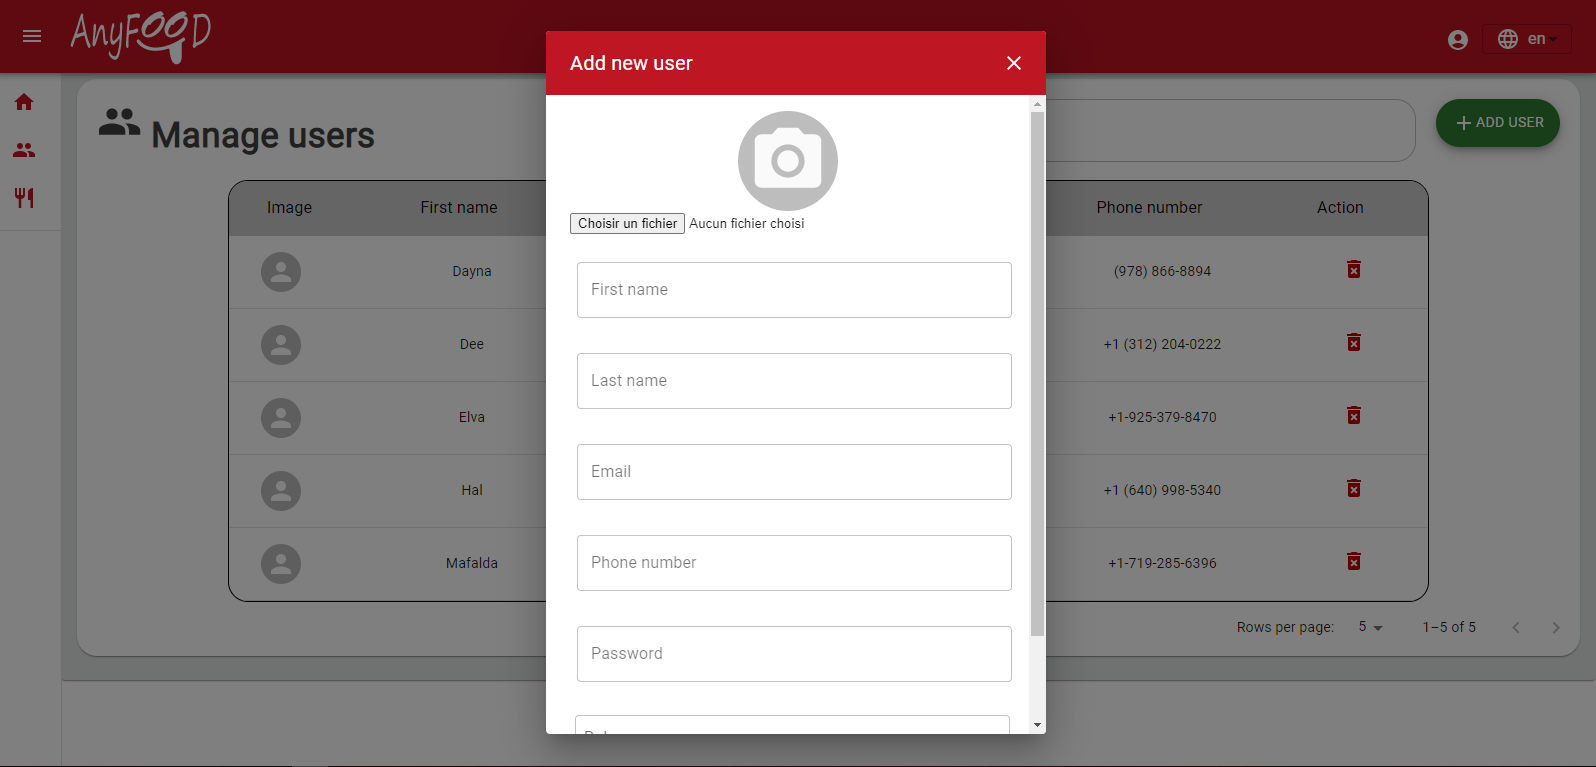 AnyFOOD
en
Add new user
Manage users
ADD USER
Choisir un fichier Aucun fichier choisi
First name
Last name
Email
Phone number
Password
Image First name Phone number Action
Dayna (978) 866-8894
Dee +1 (312) 204-0222
Elva +1-925-379-8470
Hal +1 (640) 998-5340
Mafalda +1-719-285-6396
Rows per page: 5 1–5 of 5